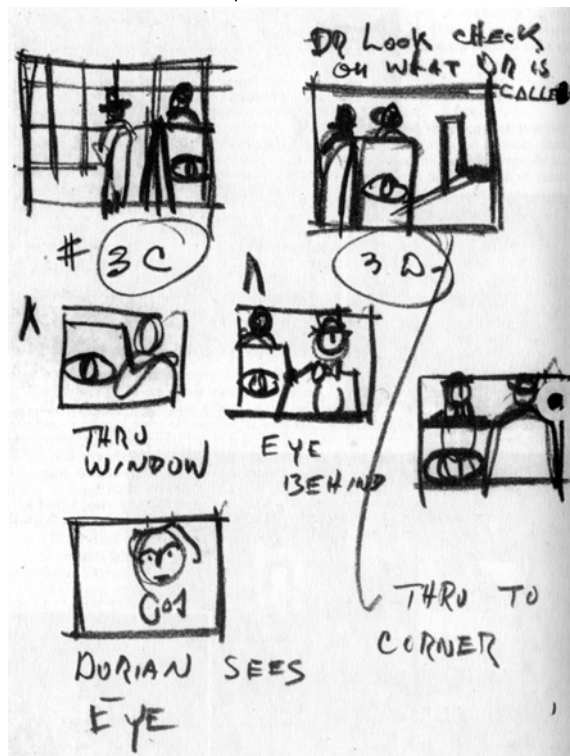 DR LOOK CHECK
ON WHAT DR IS
CALLED
# 3C
3D-
THRU
WINDOW
EYE
BEHIND
THRU TO
CORNER
DORIAN SEES
EYE